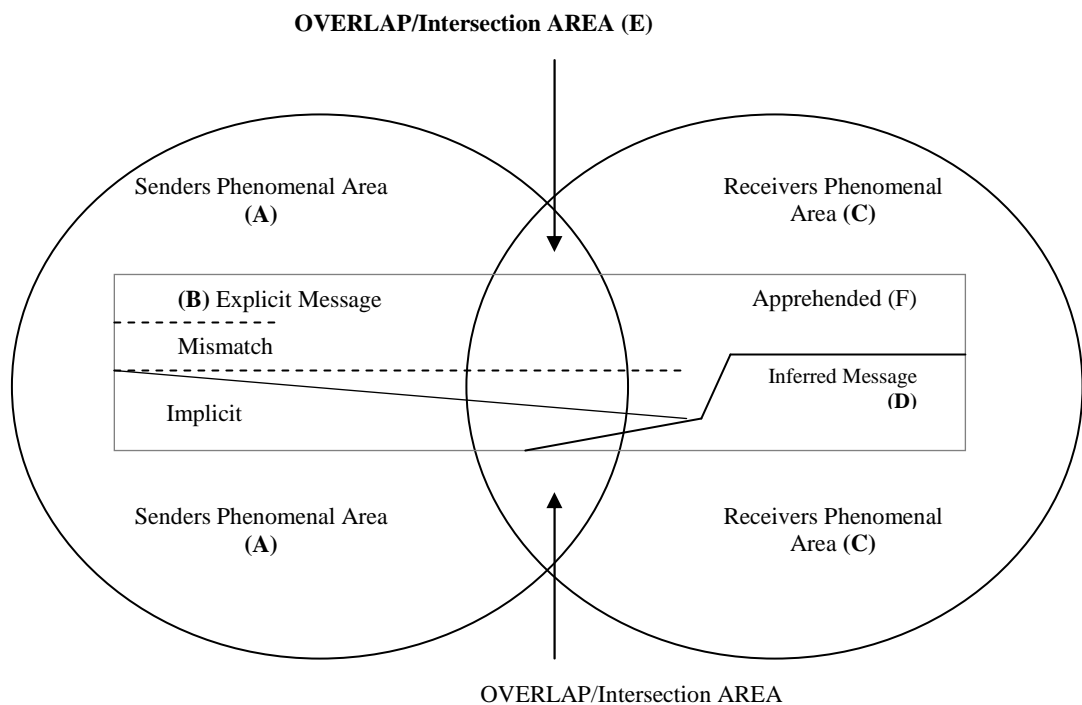 OVERLAP/Intersection AREA (E)
Senders Phenomenal Area
(A)
Receivers Phenomenal
Area (C)
(B) Explicit Message
Apprehended (F)
Mismatch
Inferred Message
(D)
Implicit
Senders Phenomenal Area
(A)
Receivers Phenomenal
Area (C)
OVERLAP/Intersection AREA